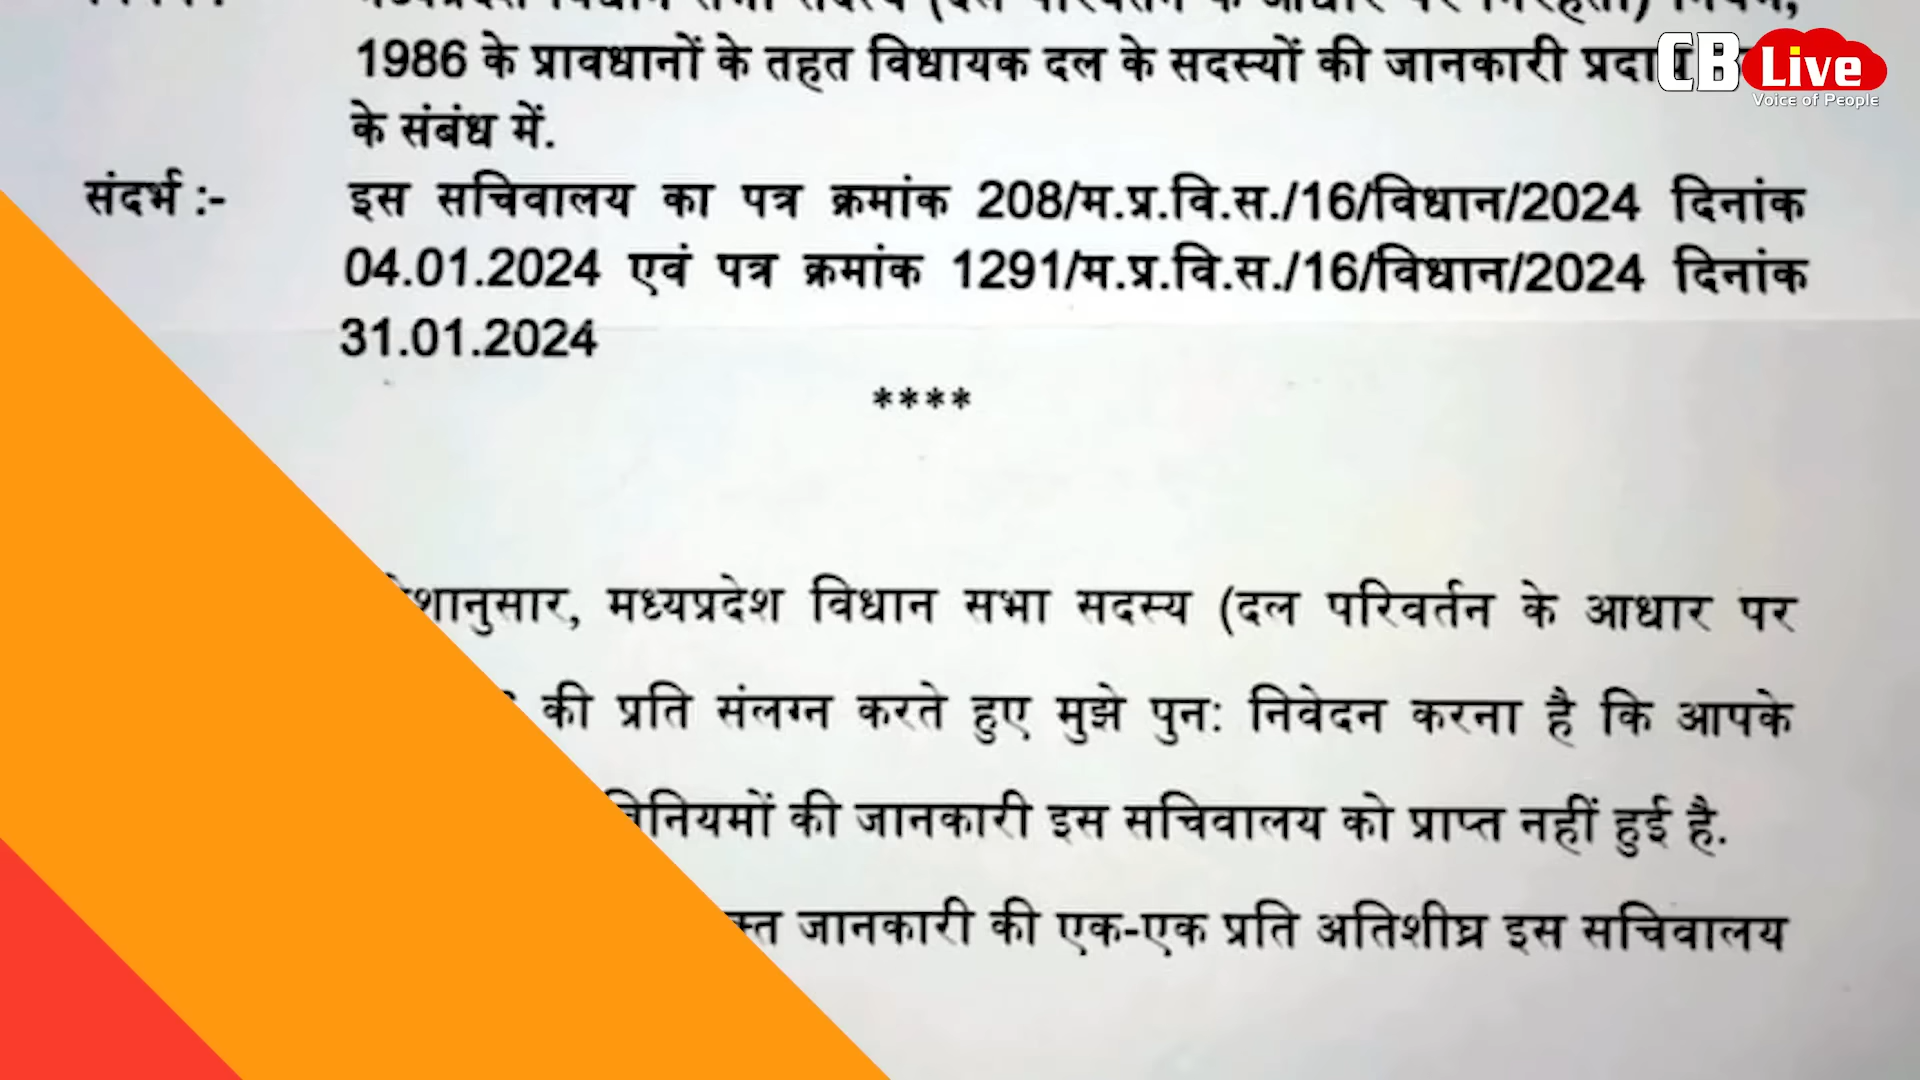 1986 के प्रावधानों के तहत विधायक दल के सदस्यों की जानकारी
के संबंध में.
संदर्भ :- इस सचिवालय का पत्र क्रमांक 208/म.प्र.वि.स./16/विधान/2024 दिनांक
04.01.2024 एवं पत्र क्रमांक 1291/म.प्र.वि.स./16/विधान/2024 दिनांक
31.01.2024
****
मध्यप्रदेश विधान सभा सदस्य (दल परिवर्तन के आधार पर
की प्रति संलग्न करते हुए मुझे पुन: निवेदन करना है कि आपके
की जानकारी इस सचिवालय को प्राप्त नहीं हुई है.
जानकारी की एक-एक प्रति अतिशीघ्र इस सचिवालय
CB Live
Voice of People